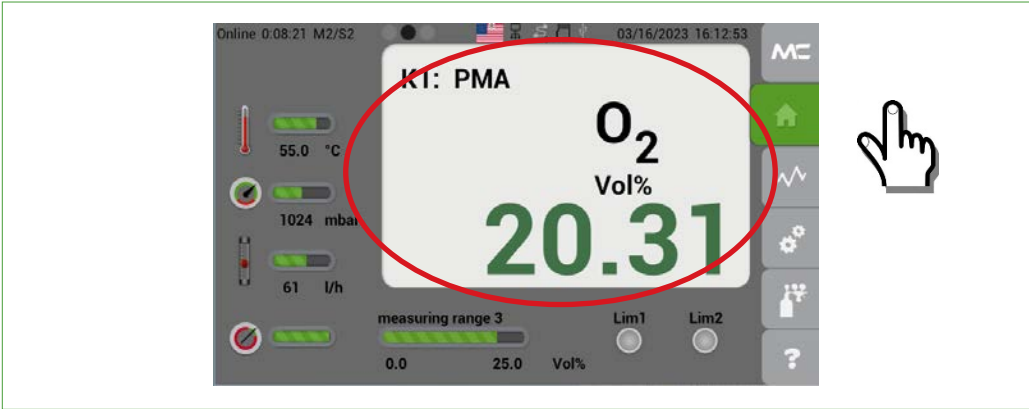 Online 0:08:21 M2/S2
03/16/2023 16:12:53
MC
K1: PMA
O2
Vol%
20.31
55.0 °C
1024 mbar
61 l/h
measuring range 3
0.0 25.0 Vol%
Lim1 Lim2
?